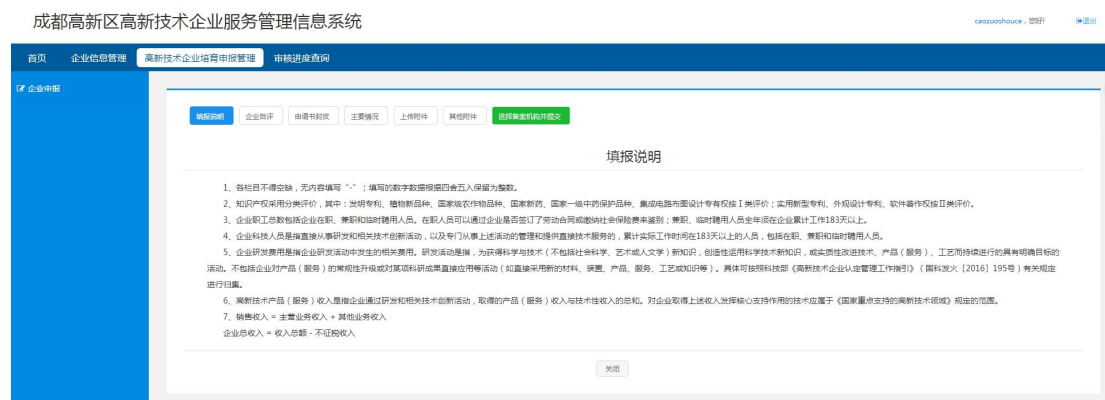 成都高新区高新技术企业服务管理信息系统
caozuoshouce，您好! 退出
首页 企业信息管理 高新技术企业培育申报管理 审核进度查询
企业申报
填报说明 企业自评 申请书封皮 主要情况 上传附件 其他附件 选择备案机构并提交
填报说明
1、各栏目不得空缺，无内容填写“-”；填写的数字数据根据四舍五入保留为整数。
2、知识产权采用分类评价，其中：发明专利、植物新品种、国家级农作物品种、国家新药、国家一级中药保护品种、集成电路布图设计专有权按Ⅰ类评价；实用新型专利、外观设计专利、软件著作权按Ⅱ类评价。
3、企业职工总数包括企业在职、兼职和临时聘用人员。在职人员可以通过企业是否签订了劳动合同或缴纳社会保险费来鉴别；兼职、临时聘用人员全年须在企业累计工作183天以上。
4、企业科技人员是指直接从事研发和相关技术创新活动，以及专门从事上述活动的管理和提供直接技术服务的，累计实际工作时间在183天以上的人员，包括在职、兼职和临时聘用人员。
5、企业研发费用是指企业研发活动中发生的相关费用。研发活动是指，为获得科学与技术（不包括社会科学、艺术或人文学）新知识，创造性运用科学技术新知识，或实质性改进技术、产品（服务）、工艺而持续进行的具有明确目标的
活动。不包括企业对产品（服务）的常规性升级或对某项科研成果直接应用等活动（如直接采用新的材料、装置、产品、服务、工艺或知识等）。具体可按照科技部《高新技术企业认定管理工作指引》（国科发火〔2016〕195号）有关规定
进行归集。
6、高新技术产品（服务）收入是指企业通过研发和相关技术创新活动，取得的产品（服务）收入与技术性收入的总和。对企业取得上述收入发挥核心支持作用的技术应属于《国家重点支持的高新技术领域》规定的范围。
7、销售收入 = 主营业务收入 + 其他业务收入
企业总收入 = 收入总额 - 不征税收入
关闭